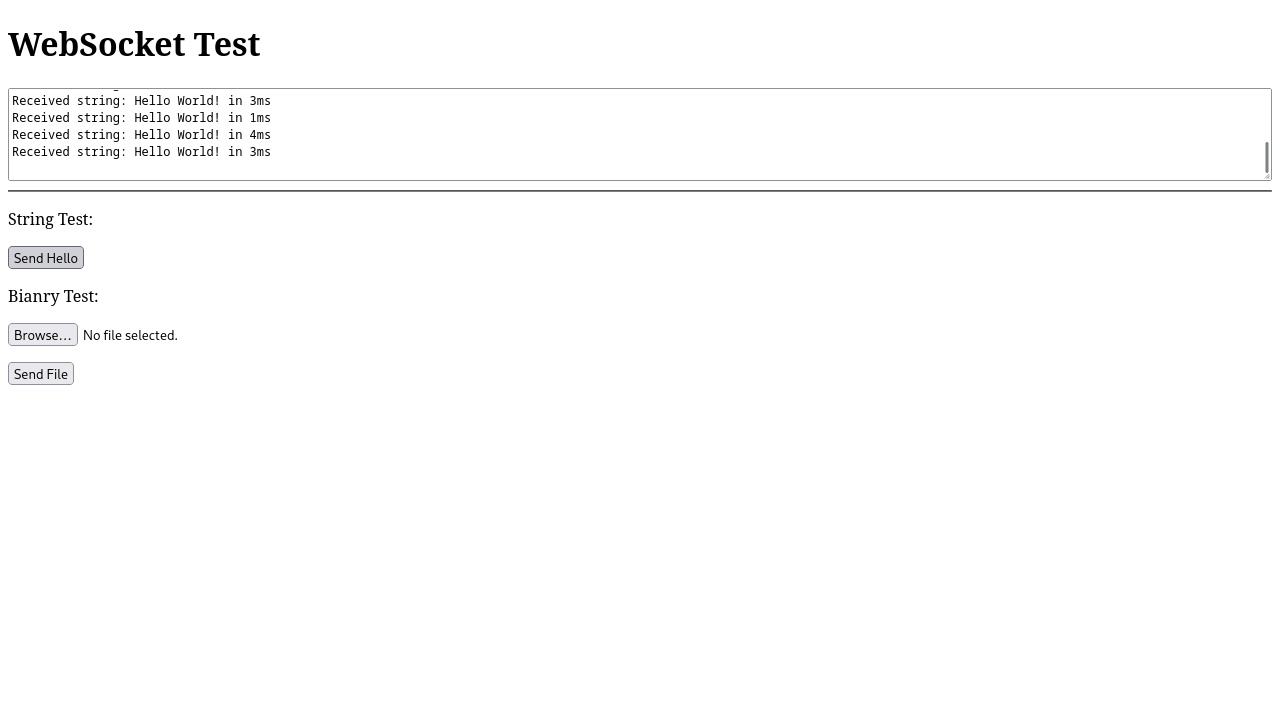 WebSocket Test
Received string: Hello World! in 3ms
Received string: Hello World! in 1ms
Received string: Hello World! in 4ms
Received string: Hello World! in 3ms
String Test:
Send Hello
Bianry Test:
Browse... No file selected.
Send File